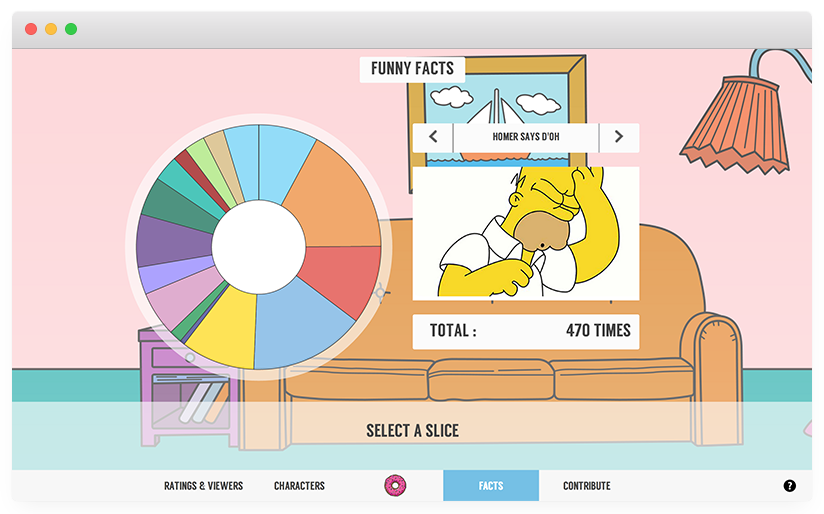 FUNNY FACTS
HOMER SAYS D'OH
TOTAL : 470 TIMES
SELECT A SLICE
RATINGS & VIEWERS CHARACTERS FACTS CONTRIBUTE ?